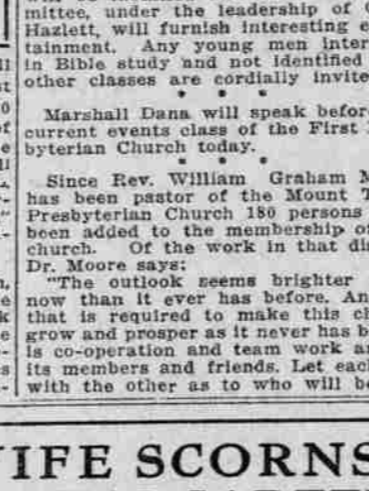 mittee, under the leadership of
Hazlett, will furnish interesting
tainment. Any young men inter
in Bible study and not identified
other classes are cordially invite
* * *
Marshall Dana will speak befor
current events class of the First
byterian Church today.
* * *
Since Rev. William Graham M
has been pastor of the Mount T
Presbyterian Church 180 persons
been added to the membership of
church. Of the work in that dis
Dr. Moore says:
"The outlook seems brighter
now than it ever has before. An
that is required to make this ch
grow and prosper as it never has b
is co-operation and team work a
its members and friends. Let eac
with the other as to who will be
IFE SCORNS